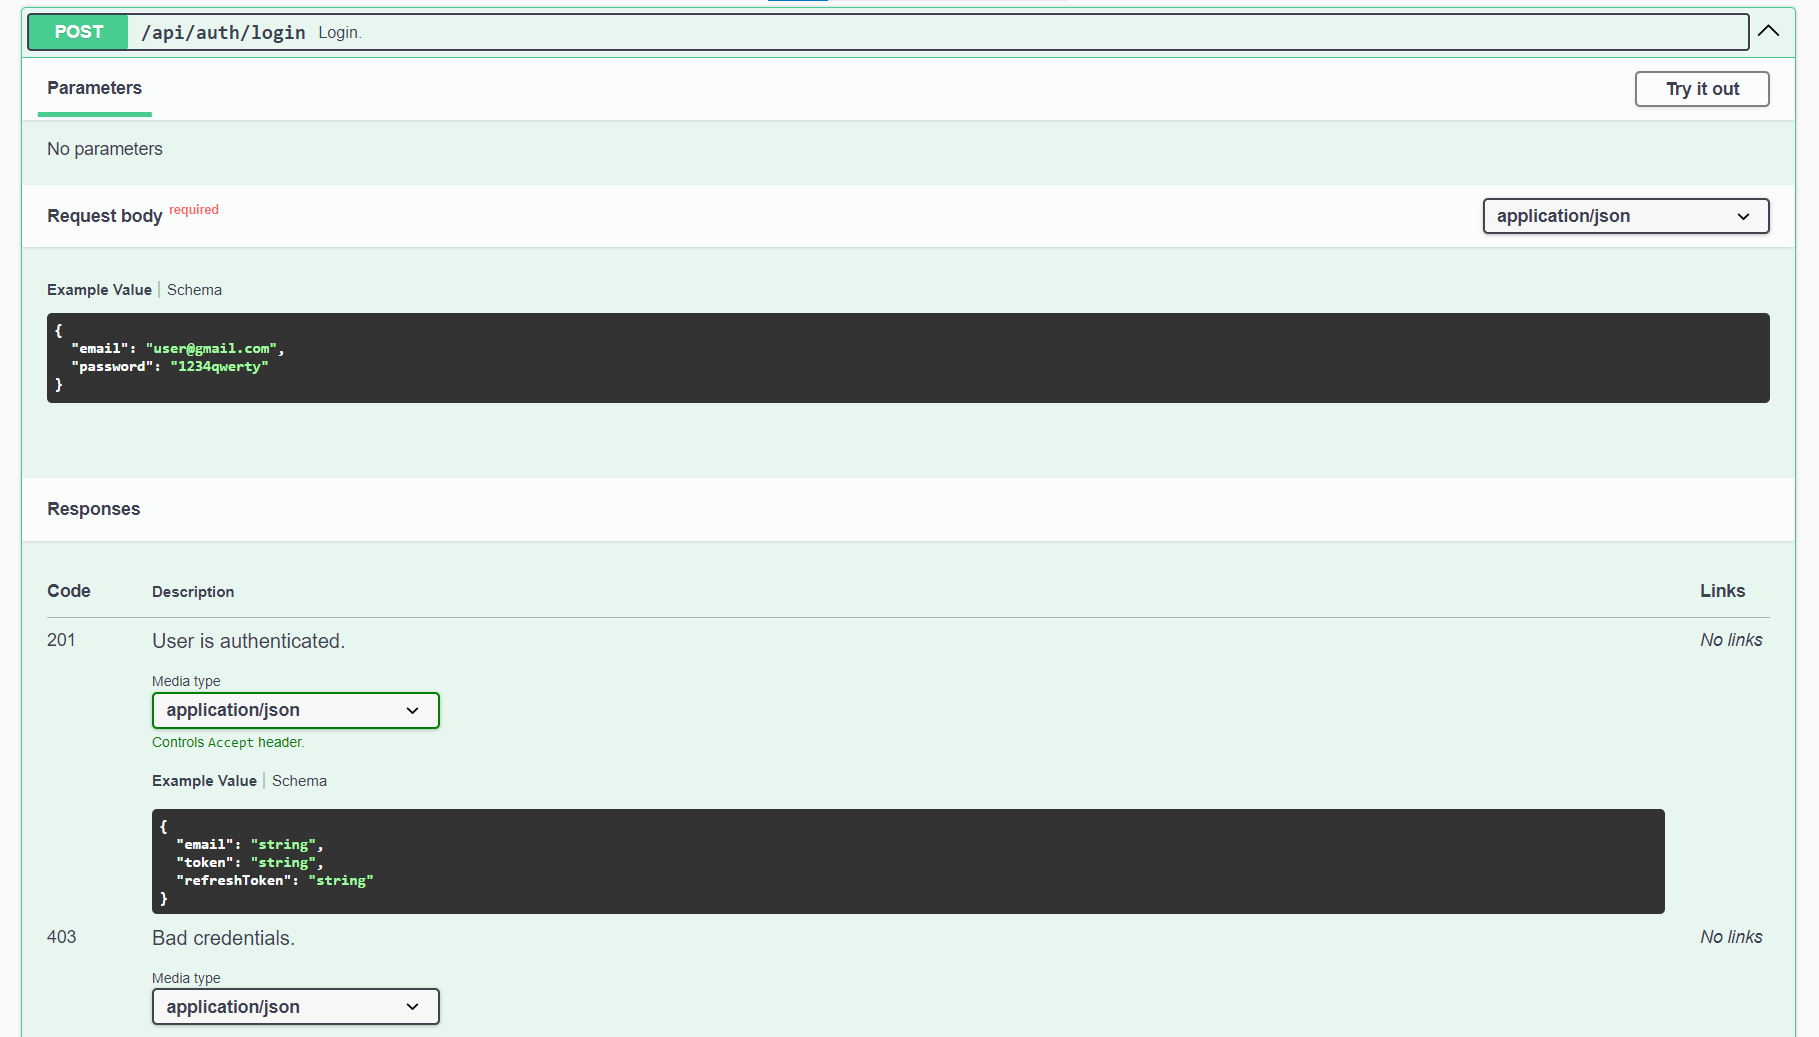 POST /api/auth/login Login.
Parameters
Try it out
No parameters
Request body required
application/json
Example Value Schema
{
  "email": "user@gmail.com",
  "password": "1234qwerty"
}
Responses
Code Description Links
201 User is authenticated. No links
Media type
application/json
Controls Accept header.
Example Value Schema
{
  "email": "string",
  "token": "string",
  "refreshToken": "string"
}
403 Bad credentials. No links
Media type
application/json